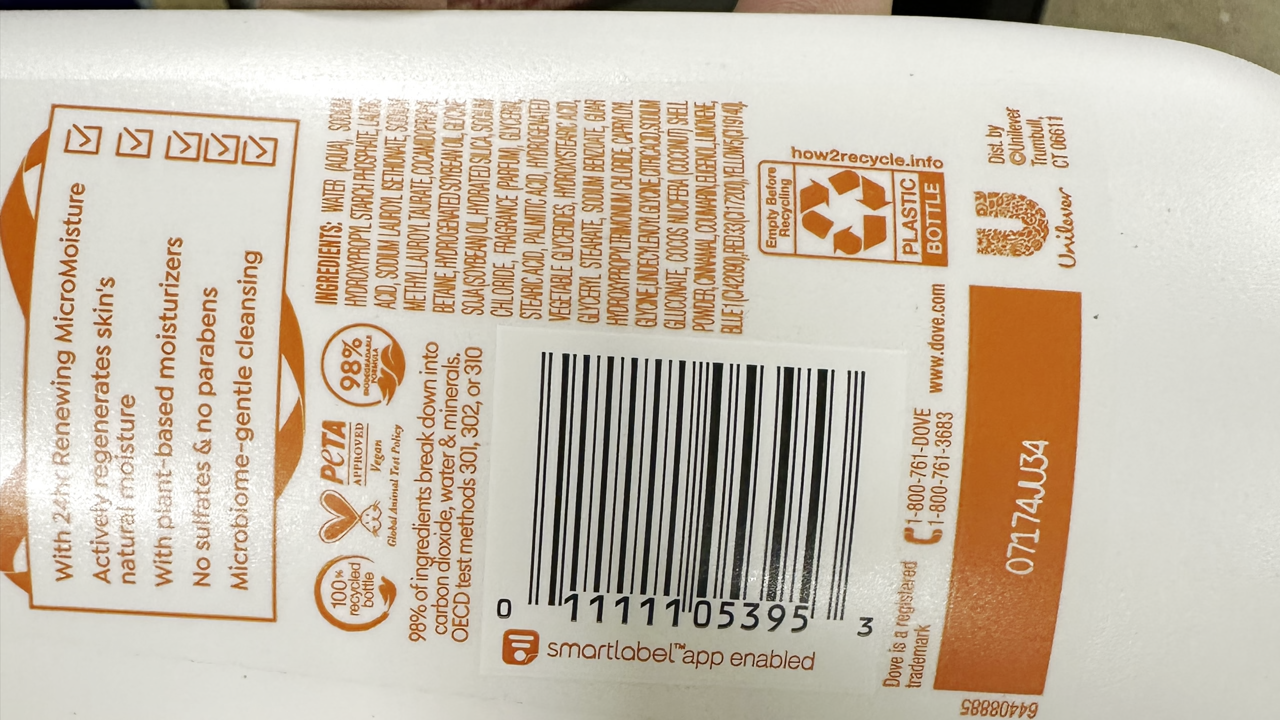 With 24hr Renewing MicroMoisture
Actively regenerates skin's
natural moisture
With plant-based moisturizers
No sulfates & no parabens
Microbiome-gentle cleansing
100%
recycled
bottle
PETA
APPROVED
Vegan
Global Animal Test Policy
98%
BIODEGRADABLE
FORMULA
98% of ingredients break down into
carbon dioxide, water & minerals.
OECD test methods 301, 302, or 310
INGREDIENTS: WATER (AQUA), SODIUM
HYDROXYPROPYL STARCH PHOSPHATE, LAURIC
ACID, SODIUM LAUROYL ISETHIONATE, SODIUM
METHYL LAUROYL TAURATE, COCAMIDOPROPYL
BETAINE, HYDROGENATED SOYBEAN OIL, GLYCINE
SOJA (SOYBEAN) OIL, HYDRATED SILICA, SODIUM
CHLORIDE, FRAGRANCE (PARFUM), GLYCERIN,
STEARIC ACID, PALMITIC ACID, HYDROGENATED
VEGETABLE GLYCERIDES, HYDROXYSTEARIC ACID,
GLYCERYL STEARATE, SODIUM BENZOATE, GUAR
HYDROXYPROPYLTRIMONIUM CHLORIDE, CAPRYLOYL
GLYCINE, UNDECYLENOYL GLYCINE, CITRIC ACID, SODIUM
GLUCONATE, COCOS NUCIFERA (COCONUT) SHELL
POWDER, CINNAMAL, COUMARIN, EUGENOL, LIMONENE,
BLUE 1 (CI 42090), RED 33 (CI 17200), YELLOW 5 (CI 19140).
0 11111 05395 3
smartlabel™ app enabled
how2recycle.info
Empty Before
Recycling
PLASTIC
BOTTLE
Dove is a registered
trademark
1-800-761-DOVE
1-800-761-3683
www.dove.com
Unilever
Dist. by
©Unilever
Trumbull,
CT 06611
07174JU34
64408885